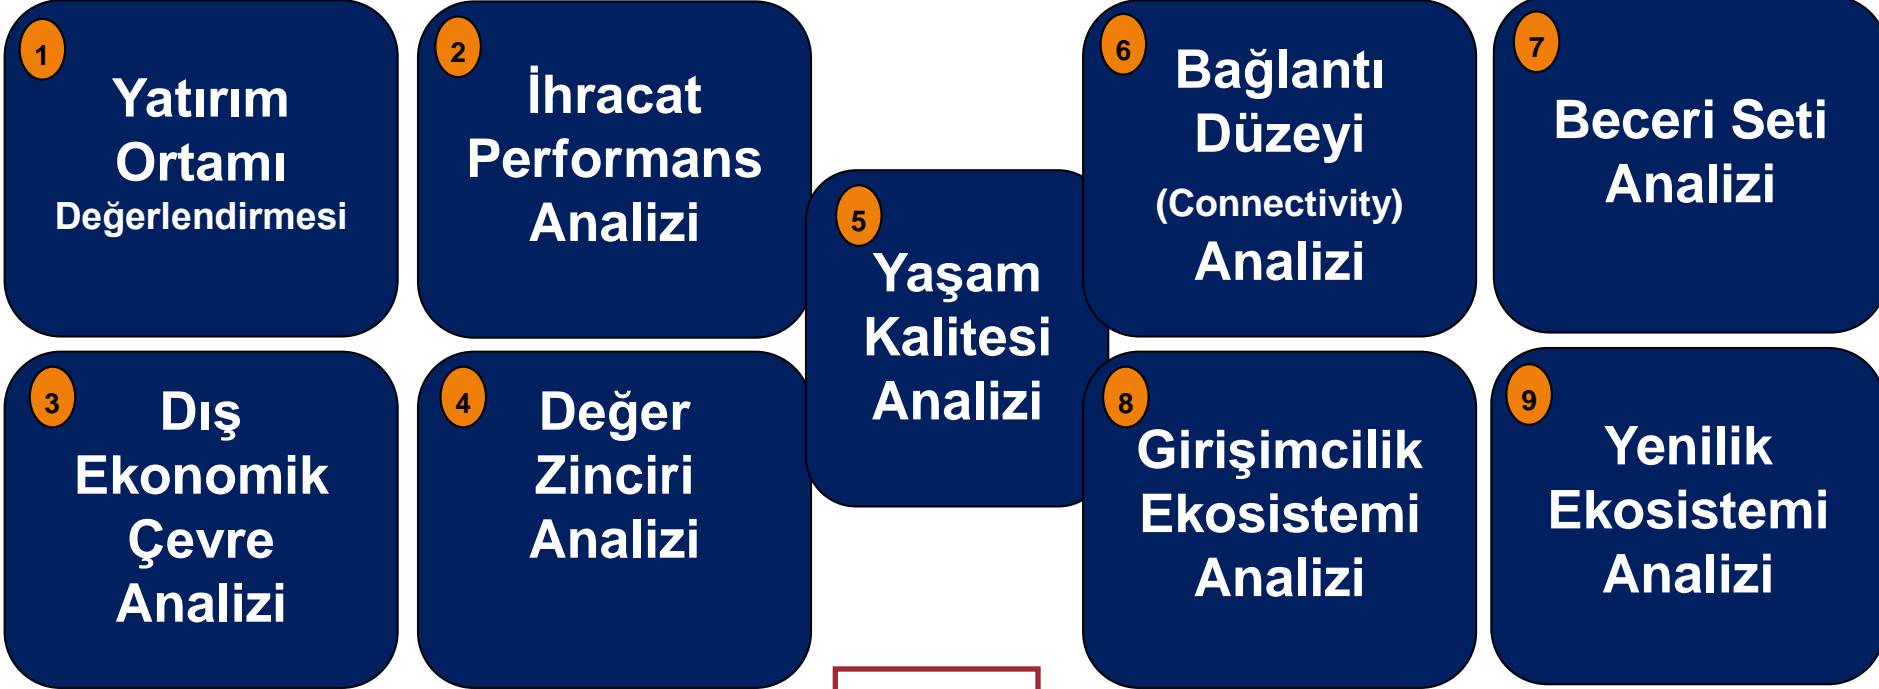 1
Yatırım
Ortamı
Değerlendirmesi
2
İhracat
Performans
Analizi
3
Dış
Ekonomik
Çevre
Analizi
4
Değer
Zinciri
Analizi
5
Yaşam
Kalitesi
Analizi
6
Bağlantı
Düzeyi
(Connectivity)
Analizi
7
Beceri Seti
Analizi
8
Girişimcilik
Ekosistemi
Analizi
9
Yenilik
Ekosistemi
Analizi